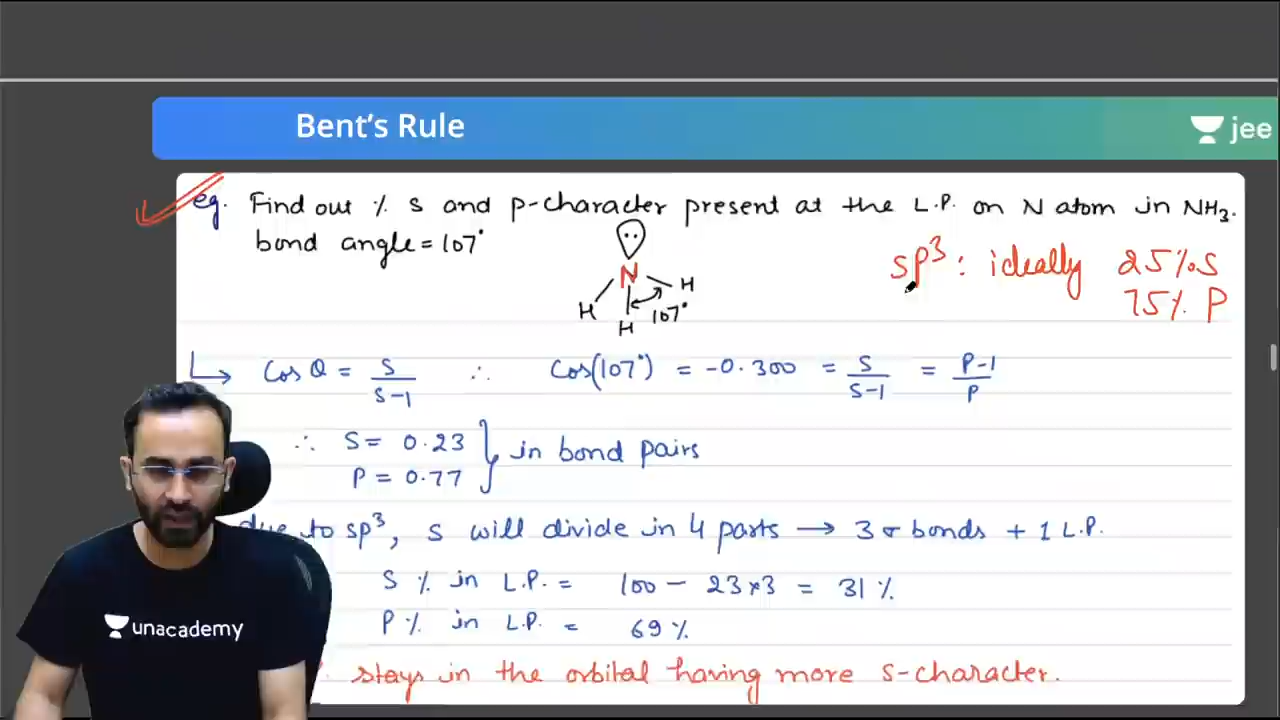 Bent's Rule
jee
eg. Find out % s and p-character present at the L.P. on N atom in NH₃.
bond angle = 107°
sp³ : ideally 25% s
75% p
N
H
H
H
107°
Cos θ = s/(s-1) ∴ Cos(107°) = -0.300 = s/(s-1) = (p-1)/p
∴ s = 0.23
p = 0.77
in bond pairs
due to sp³, s will divide in 4 parts → 3 σ bonds + 1 L.P.
s % in L.P. = 100 - 23×3 = 31 %
p % in L.P. = 69 %
stays in the orbital having more s-character.
unacademy